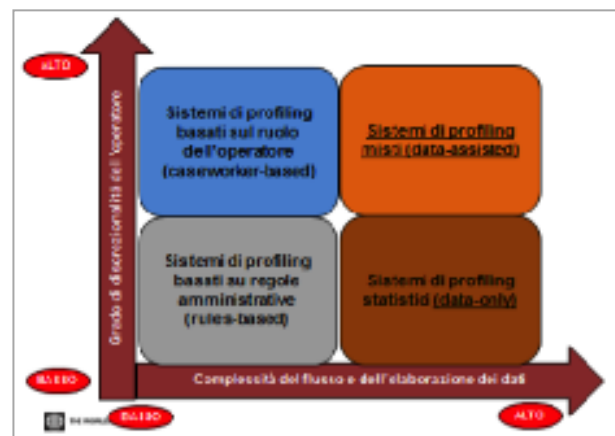 ALTO
Grado di discrezionalità dell'operatore
Sistemi di profiling
basati sul ruolo
dell'operatore
(caseworker-based)
Sistemi di profiling
misti (data-assisted)
Sistemi di profiling
basati su regole
amministrative
(rules-based)
Sistemi di profiling
statistici (data-only)
BASSO
Complessità del flusso e dell'elaborazione dei dati
THE WORLD
BASSO
ALTO